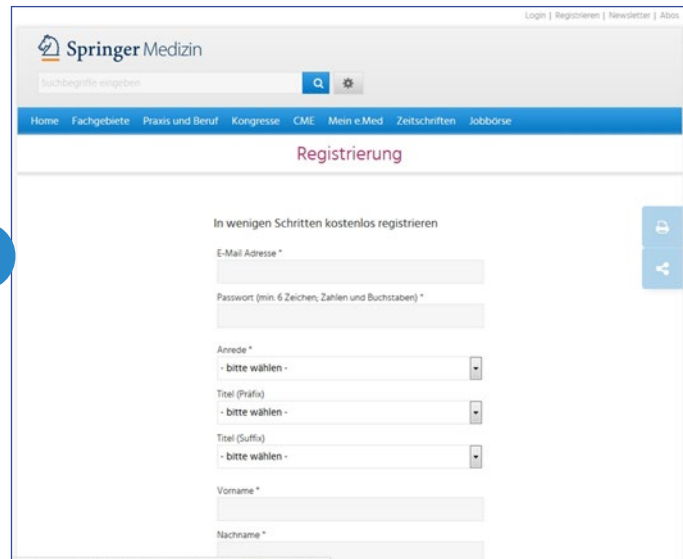 Login | Registrieren | Newsletter | Abos
Springer Medizin
Suchbegriffe eingeben
Home Fachgebiete Praxis und Beruf Kongresse CME Mein e.Med Zeitschriften Jobbörse
Registrierung
In wenigen Schritten kostenlos registrieren
E-Mail Adresse *
Passwort (min. 6 Zeichen; Zahlen und Buchstaben) *
Anrede *
- bitte wählen -
Titel (Präfix)
- bitte wählen -
Titel (Suffix)
- bitte wählen -
Vorname *
Nachname *